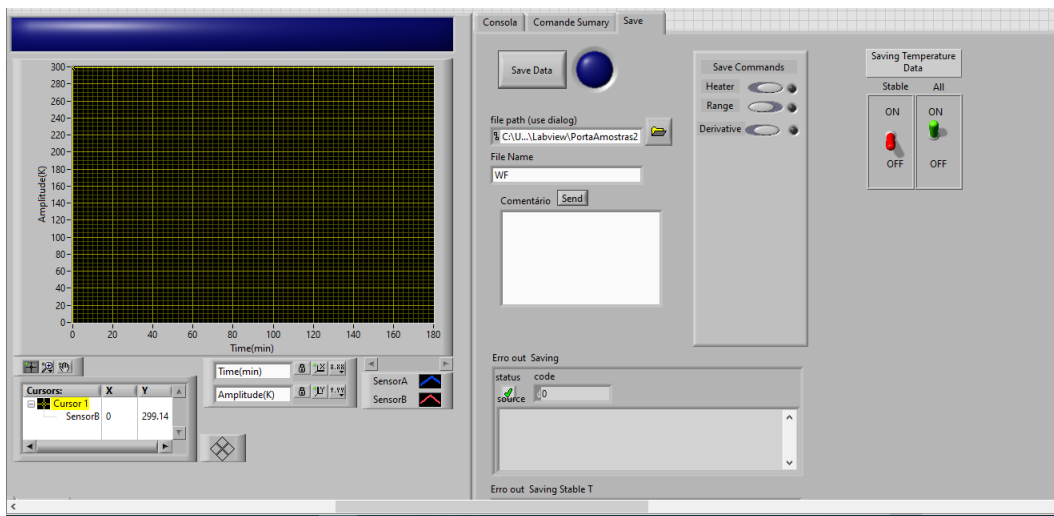 Consola Comande Sumary Save
Save Data
file path (use dialog)
C:\U...\Labview\PortaAmostras2
File Name
WF
Comentário Send
Save Commands
Heater
Range
Derivative
Saving Temperature
Data
Stable All
ON ON
OFF OFF
Amplitude(K)
300
280
260
240
220
200
180
160
140
120
100
80
60
40
20
0
0 20 40 60 80 100 120 140 160 180
Time(min)
Time(min)
Amplitude(K)
SensorA
SensorB
Cursors: X Y
Cursor 1
SensorB 0 299.14
Erro out Saving
status code
0
source
Erro out Saving Stable T